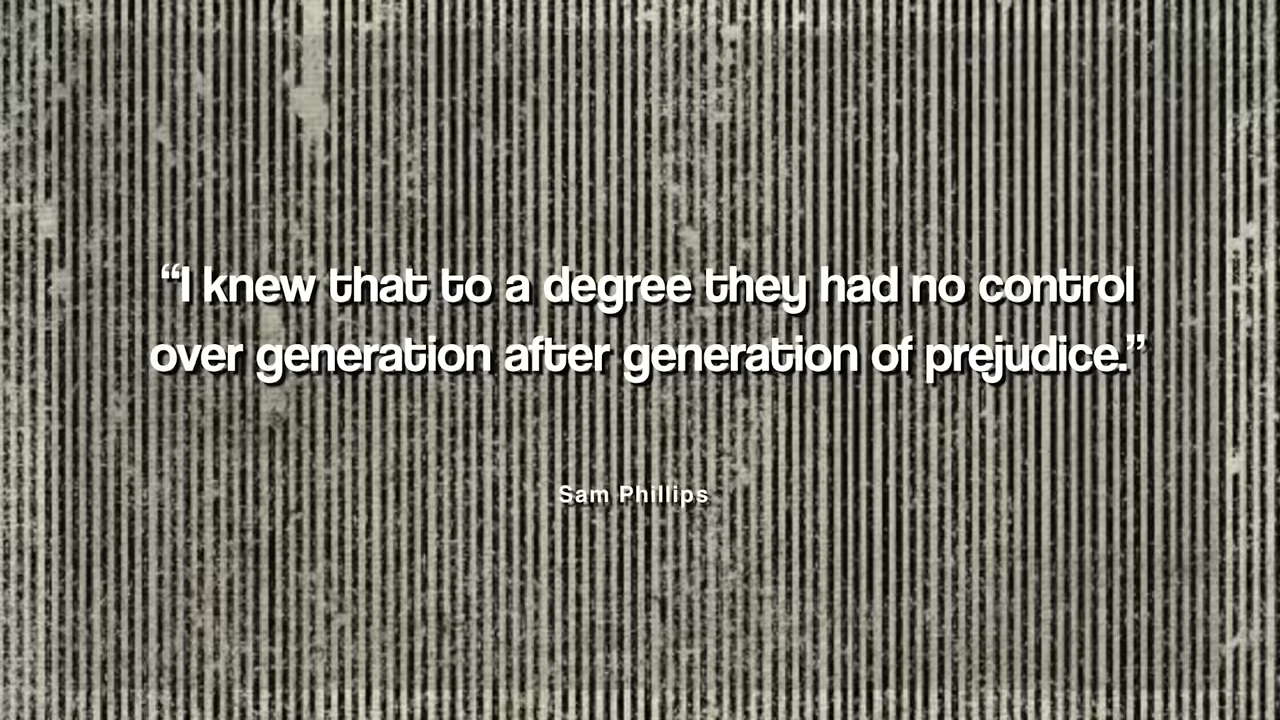 “I knew that to a degree they had no control
over generation after generation of prejudice.”
Sam Phillips